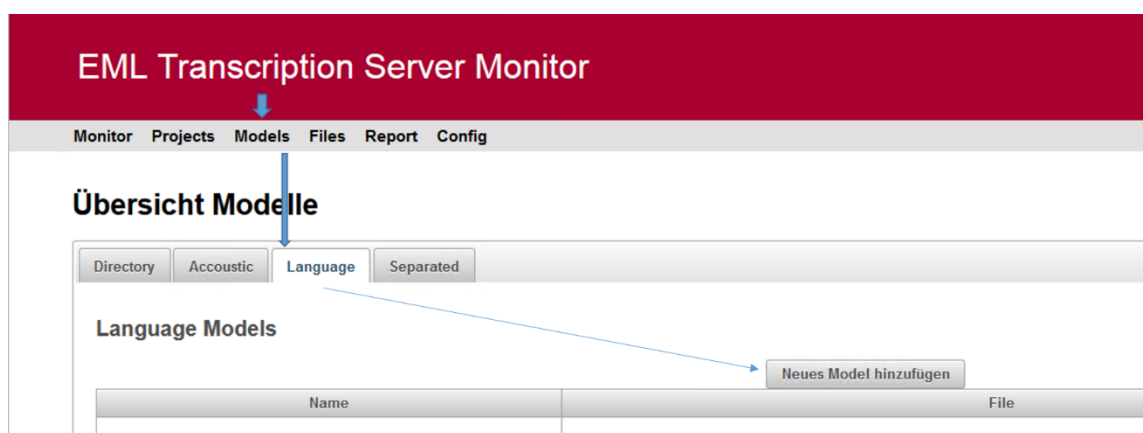 EML Transcription Server Monitor
Monitor Projects Models Files Report Config
Übersicht Modelle
Directory Accoustic Language Separated
Language Models
Neues Model hinzufügen
Name File